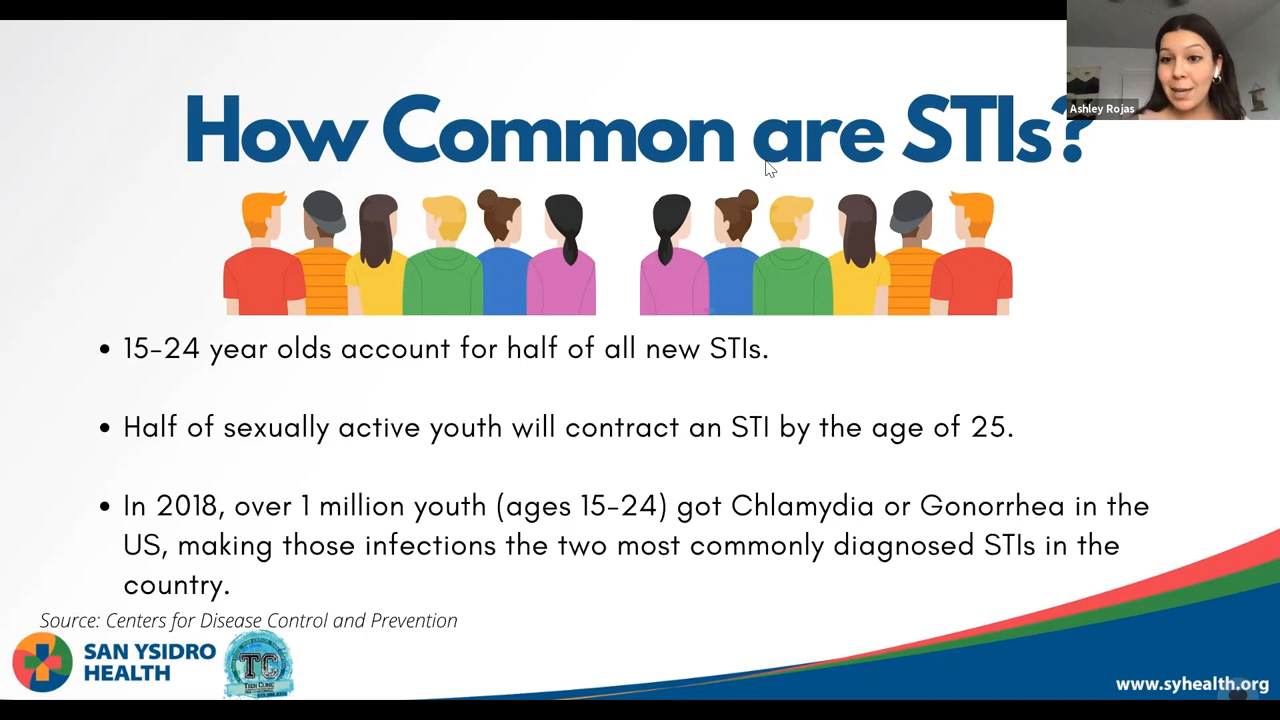 How Common are STIs?
Ashley Rojas
• 15-24 year olds account for half of all new STIs.
• Half of sexually active youth will contract an STI by the age of 25.
• In 2018, over 1 million youth (ages 15-24) got Chlamydia or Gonorrhea in the
US, making those infections the two most commonly diagnosed STIs in the
country.
Source: Centers for Disease Control and Prevention
SAN YSIDRO
HEALTH
TC
TEEN CLINIC
www.syhealth.org